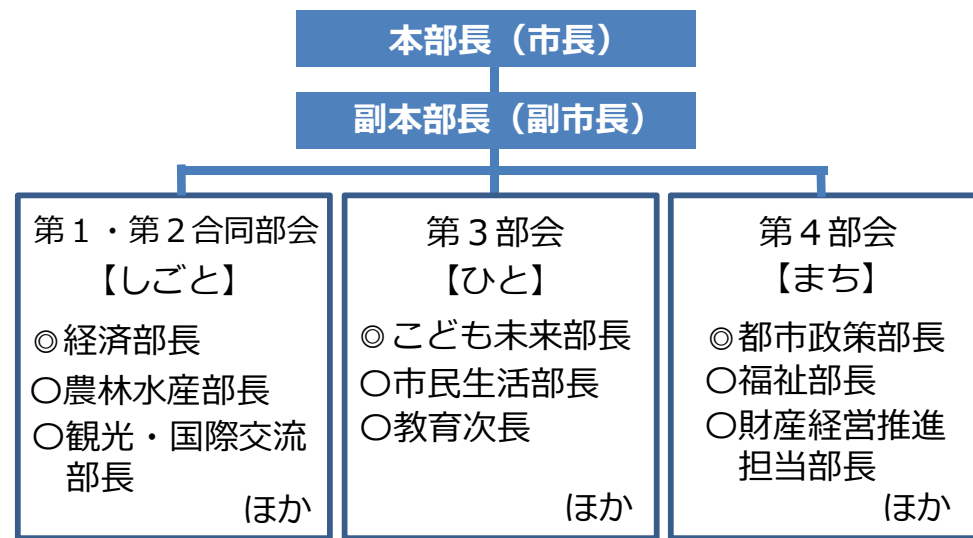 本部長（市長）
副本部長（副市長）
第１・第２合同部会
【しごと】
◎経済部長
〇農林水産部長
〇観光・国際交流
部長
ほか
第３部会
【ひと】
◎こども未来部長
〇市民生活部長
〇教育次長
ほか
第４部会
【まち】
◎都市政策部長
〇福祉部長
〇財産経営推進
担当部長
ほか